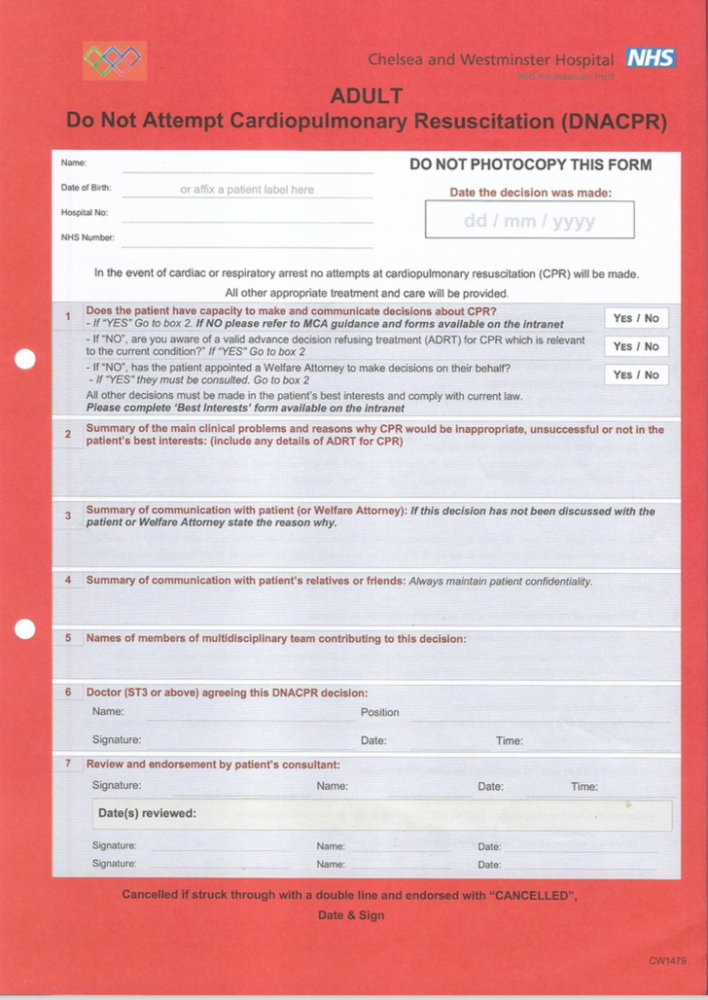 Chelsea and Westminster Hospital NHS
NHS Foundation Trust
ADULT
Do Not Attempt Cardiopulmonary Resuscitation (DNACPR)
Name:
Date of Birth: or affix a patient label here
Hospital No:
NHS Number:
DO NOT PHOTOCOPY THIS FORM
Date the decision was made:
dd / mm / yyyy
In the event of cardiac or respiratory arrest no attempts at cardiopulmonary resuscitation (CPR) will be made.
All other appropriate treatment and care will be provided.
1 Does the patient have capacity to make and communicate decisions about CPR?
- If "YES" Go to box 2. If NO please refer to MCA guidance and forms available on the intranet
YES / NO
- If "NO", are you aware of a valid advance decision refusing treatment (ADRT) for CPR which is relevant
to the current condition?" If "YES" Go to box 2
YES / NO
- If "NO", has the patient appointed a Welfare Attorney to make decisions on their behalf?
- If "YES" they must be consulted. Go to box 2
YES / NO
All other decisions must be made in the patient's best interests and comply with current law.
Please complete 'Best Interests' form available on the intranet
2 Summary of the main clinical problems and reasons why CPR would be inappropriate, unsuccessful or not in the
patient's best interests: (include any details of ADRT for CPR)
3 Summary of communication with patient (or Welfare Attorney): If this decision has not been discussed with the
patient or Welfare Attorney state the reason why.
4 Summary of communication with patient's relatives or friends: Always maintain patient confidentiality.
5 Names of members of multidisciplinary team contributing to this decision:
6 Doctor (ST3 or above) agreeing this DNACPR decision:
Name: Position
Signature: Date: Time:
7 Review and endorsement by patient's consultant:
Signature: Name: Date: Time:
Date(s) reviewed:
Signature: Name: Date:
Signature: Name: Date:
Cancelled if struck through with a double line and endorsed with "CANCELLED",
Date & Sign
CW1479